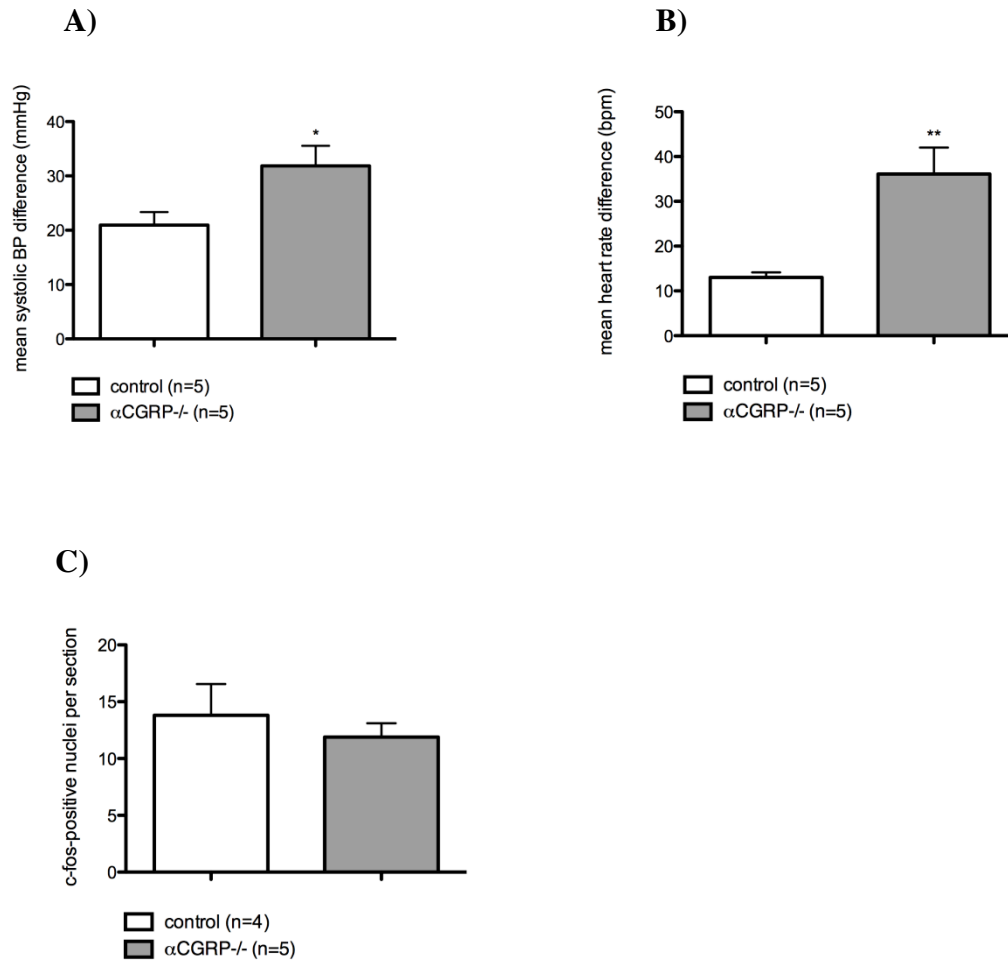 A)
mean systolic BP difference (mmHg)
40
30
20
10
0
*
control (n=5)
αCGRP-/- (n=5)
B)
mean heart rate difference (bpm)
50
40
30
20
10
0
**
control (n=5)
αCGRP-/- (n=5)
C)
c-fos-positive nuclei per section
20
15
10
5
0
control (n=4)
αCGRP-/- (n=5)